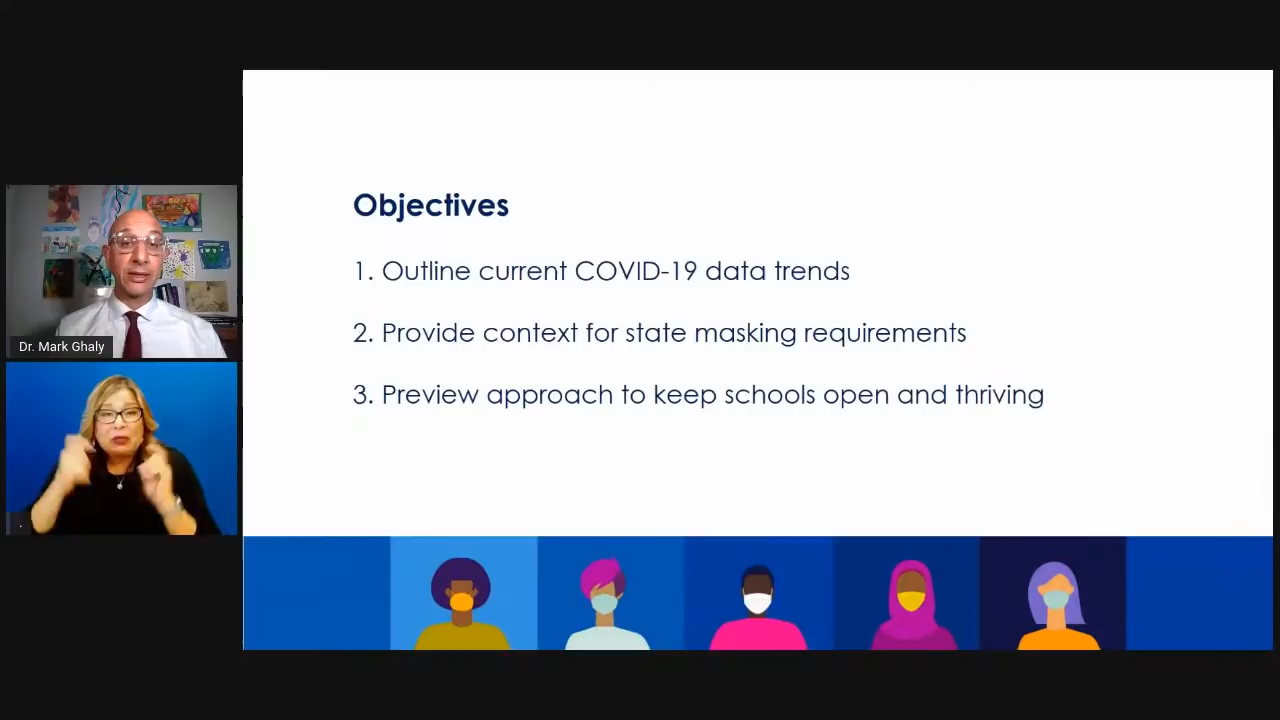 Objectives
1. Outline current COVID-19 data trends
2. Provide context for state masking requirements
3. Preview approach to keep schools open and thriving
Dr. Mark Ghaly
.